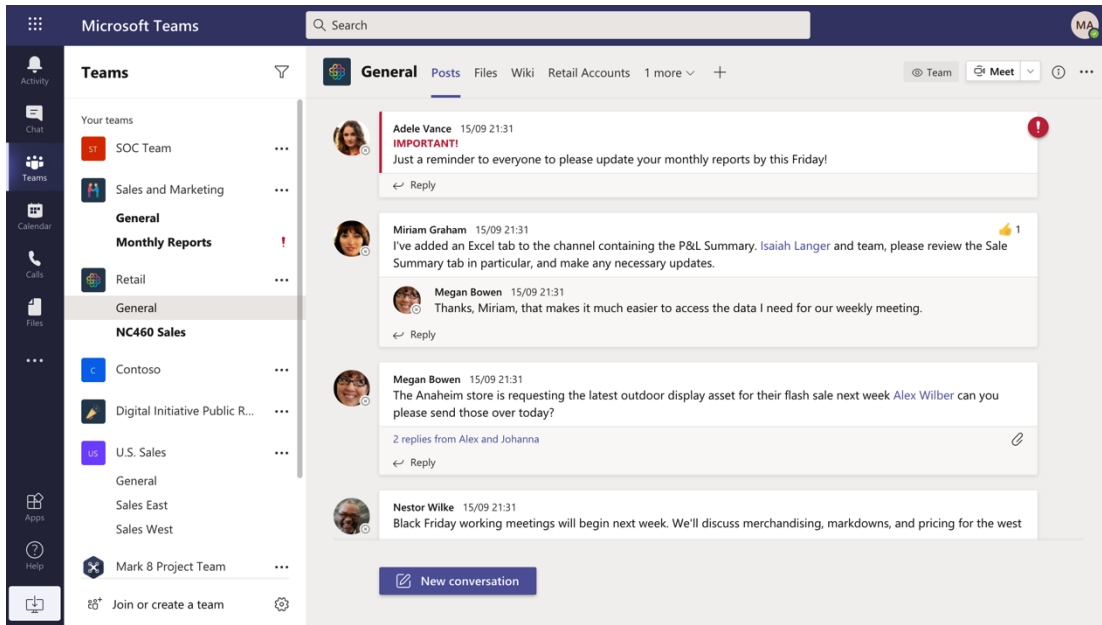 Microsoft Teams
Search
MA
Activity
Chat
Teams
Calendar
Calls
Files
Apps
Help
Teams
Your teams
ST SOC Team
Sales and Marketing
General
Monthly Reports !
Retail
General
NC460 Sales
C Contoso
Digital Initiative Public R...
US U.S. Sales
General
Sales East
Sales West
Mark 8 Project Team
Join or create a team
General Posts Files Wiki Retail Accounts 1 more
Team Meet
Adele Vance 15/09 21:31
IMPORTANT!
Just a reminder to everyone to please update your monthly reports by this Friday!
Reply
Miriam Graham 15/09 21:31 1
I've added an Excel tab to the channel containing the P&L Summary. Isaiah Langer and team, please review the Sale
Summary tab in particular, and make any necessary updates.
Megan Bowen 15/09 21:31
Thanks, Miriam, that makes it much easier to access the data I need for our weekly meeting.
Reply
Megan Bowen 15/09 21:31
The Anaheim store is requesting the latest outdoor display asset for their flash sale next week Alex Wilber can you
please send those over today?
2 replies from Alex and Johanna
Reply
Nestor Wilke 15/09 21:31
Black Friday working meetings will begin next week. We'll discuss merchandising, markdowns, and pricing for the west
New conversation